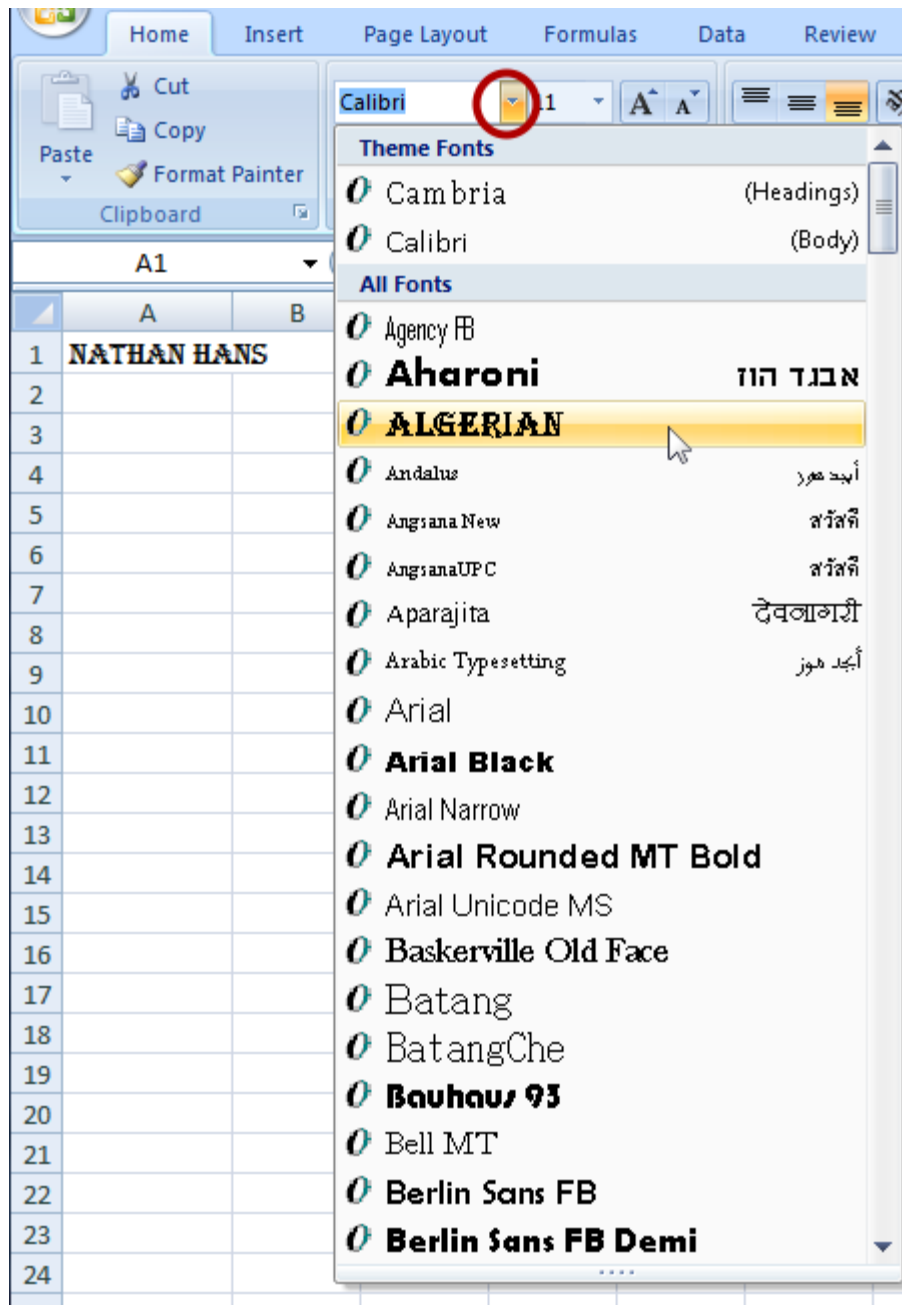 Home Insert Page Layout Formulas Data Review
Cut
Copy
Paste
Format Painter
Clipboard
Calibri 11 A A
Theme Fonts
Cambria (Headings)
Calibri (Body)
A1
All Fonts
A B
Agency FB
1 NATHAN HANS
Aharoni אבגד הוז
2
ALGERIAN
3
4 Andalus أبجد هوز
5 Angsana New สวัสดี
6 AngsanaUPC สวัสดี
7
Aparajita देवनागरी
8
9 Arabic Typesetting أبجد هوز
10 Arial
11 Arial Black
12 Arial Narrow
13
Arial Rounded MT Bold
14
15 Arial Unicode MS
16 Baskerville Old Face
17 Batang
18 BatangChe
19
Bauhaus 93
20
21 Bell MT
22 Berlin Sans FB
23 Berlin Sans FB Demi
24